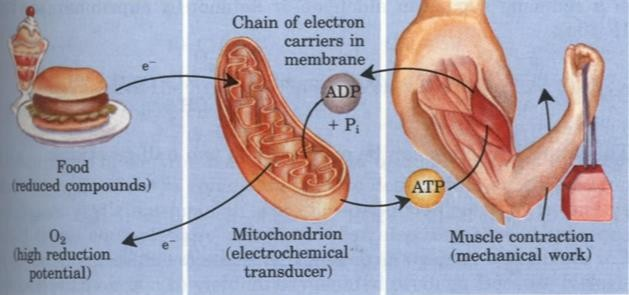 Chain of electron
carriers in
membrane
e⁻
ADP
+ Pᵢ
ATP
Food
(reduced compounds)
O₂
(high reduction
potential)
e⁻
Mitochondrion
(electrochemical
transducer)
Muscle contraction
(mechanical work)